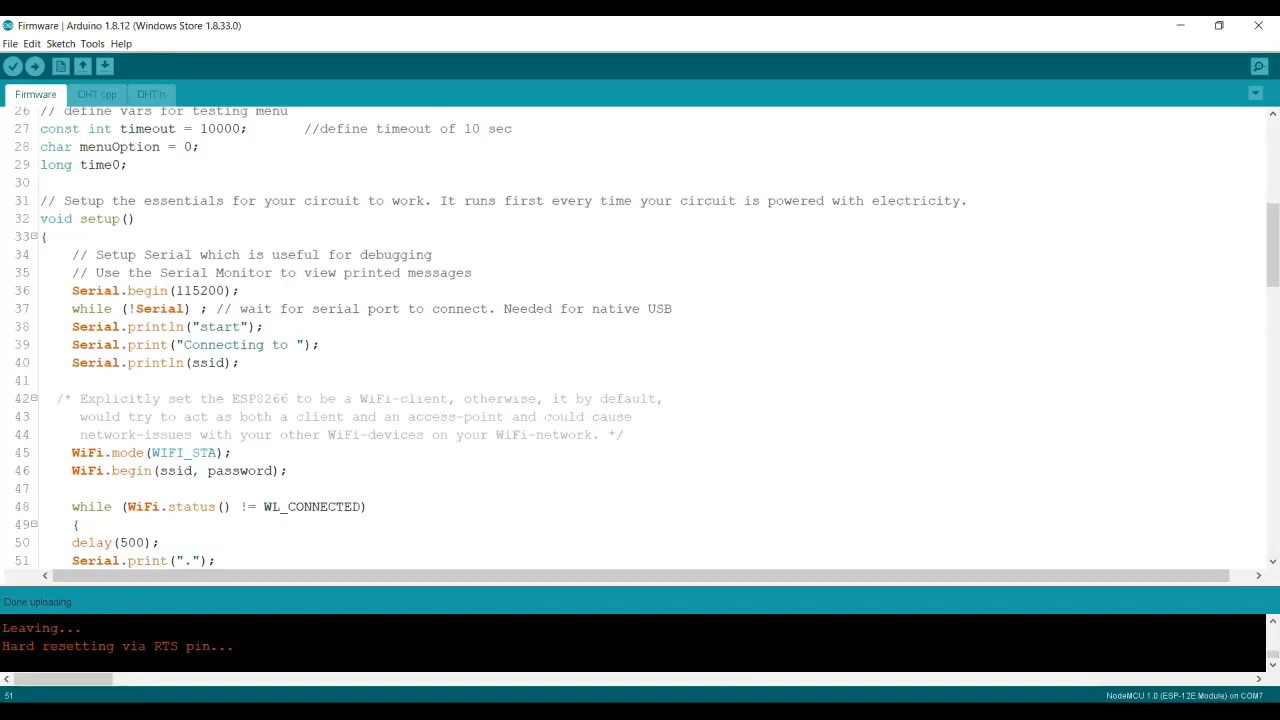 Firmware | Arduino 1.8.12 (Windows Store 1.8.33.0)
File Edit Sketch Tools Help
Firmware DHT.cpp DHT.h
26 // define vars for testing menu
27 const int timeout = 10000; //define timeout of 10 sec
28 char menuOption = 0;
29 long time0;
30
31 // Setup the essentials for your circuit to work. It runs first every time your circuit is powered with electricity.
32 void setup()
33 {
34 // Setup Serial which is useful for debugging
35 // Use the Serial Monitor to view printed messages
36 Serial.begin(115200);
37 while (!Serial) ; // wait for serial port to connect. Needed for native USB
38 Serial.println("start");
39 Serial.print("Connecting to ");
40 Serial.println(ssid);
41
42 /* Explicitly set the ESP8266 to be a WiFi-client, otherwise, it by default,
43 would try to act as both a client and an access-point and could cause
44 network-issues with your other WiFi-devices on your WiFi-network. */
45 WiFi.mode(WIFI_STA);
46 WiFi.begin(ssid, password);
47
48 while (WiFi.status() != WL_CONNECTED)
49 {
50 delay(500);
51 Serial.print(".");
Done uploading.
Leaving...
Hard resetting via RTS pin...
51 NodeMCU 1.0 (ESP-12E Module) on COM7